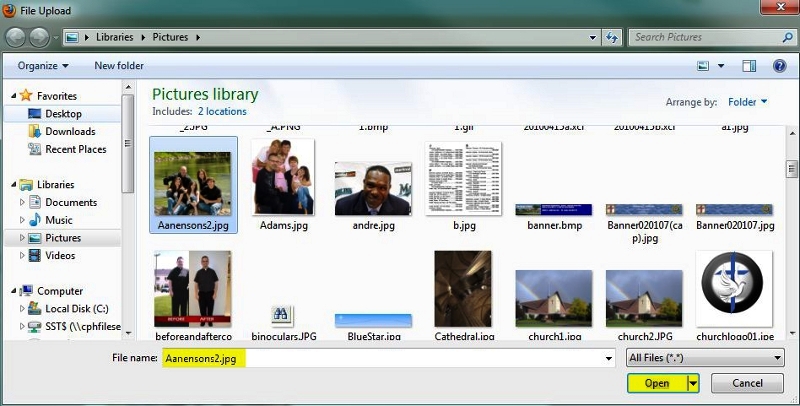 File Upload
Libraries Pictures
Search Pictures
Organize New folder
Favorites
Desktop
Downloads
Recent Places
Libraries
Documents
Music
Pictures
Videos
Computer
Local Disk (C:)
SST$ (\\cphfilese
Pictures library
Includes: 2 locations
Arrange by: Folder
_2.JPG _A.PNG 1.bmp 1.gif 20100415a.xcf 20100415b.xcf a1.jpg
Aanensons2.jpg Adams.jpg andre.jpg b.jpg banner.bmp Banner020107(cap).jpg Banner020107.jpg
BEFORE AFTER
beforeandafterco binoculars.JPG BlueStar.jpg Cathedral.jpg church1.jpg church2.JPG churchlogo01.jpe
File name: Aanensons2.jpg All Files (*.*)
Open Cancel